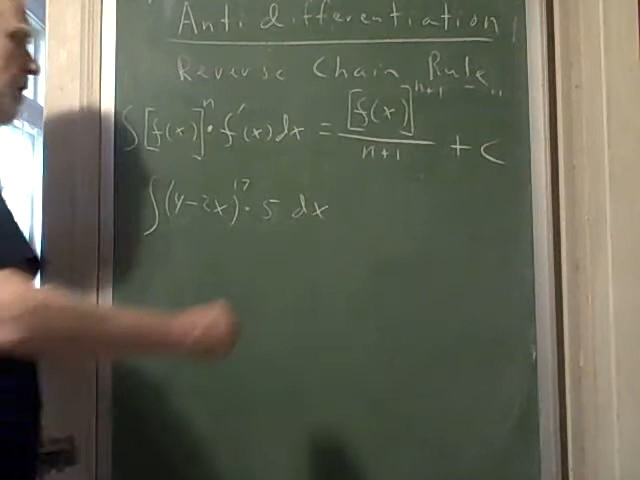 Antidifferentiation
"Reverse Chain Rule"
∫[f(x)]ⁿ · f′(x)dx = [f(x)]ⁿ⁺¹ / n+1 + C
∫(4-2x)¹⁷ · 5 dx